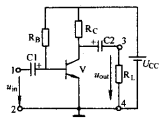 R_B
R_C
C1
+
+
C2
3
1
V
u_in
u_out
R_L
U_CC
2
4